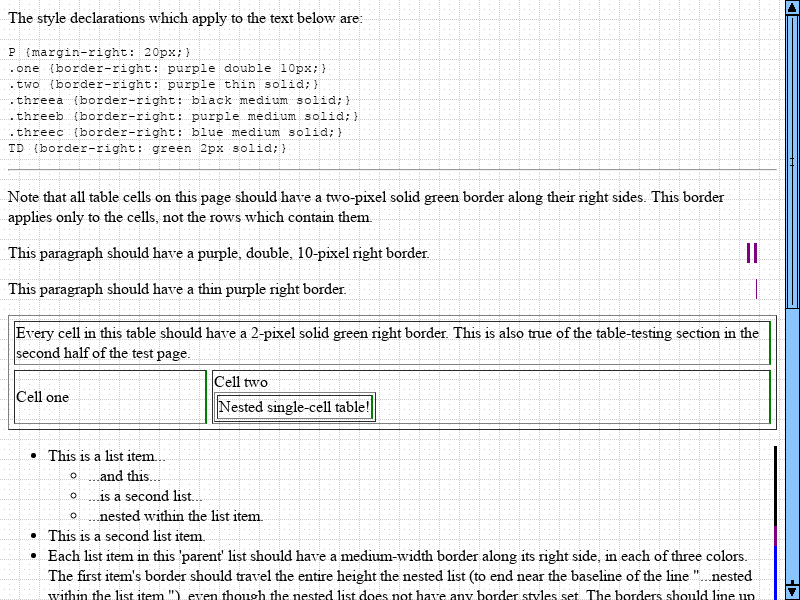 The style declarations which apply to the text below are:
P {margin-right: 20px;}
.one {border-right: purple double 10px;}
.two {border-right: purple thin solid;}
.threea {border-right: black medium solid;}
.threeb {border-right: purple medium solid;}
.threec {border-right: blue medium solid;}
TD {border-right: green 2px solid;}
Note that all table cells on this page should have a two-pixel solid green border along their right sides. This border
applies only to the cells, not the rows which contain them.
This paragraph should have a purple, double, 10-pixel right border.
This paragraph should have a thin purple right border.
Every cell in this table should have a 2-pixel solid green right border. This is also true of the table-testing section in the
second half of the test page.
Cell one
Cell two
Nested single-cell table!
This is a list item...
...and this...
...is a second list...
...nested within the list item.
This is a second list item.
Each list item in this 'parent' list should have a medium-width border along its right side, in each of three colors.
The first item's border should travel the entire height the nested list (to end near the baseline of the line "...nested
within the list item."), even though the nested list does not have any border styles set. The borders should line up